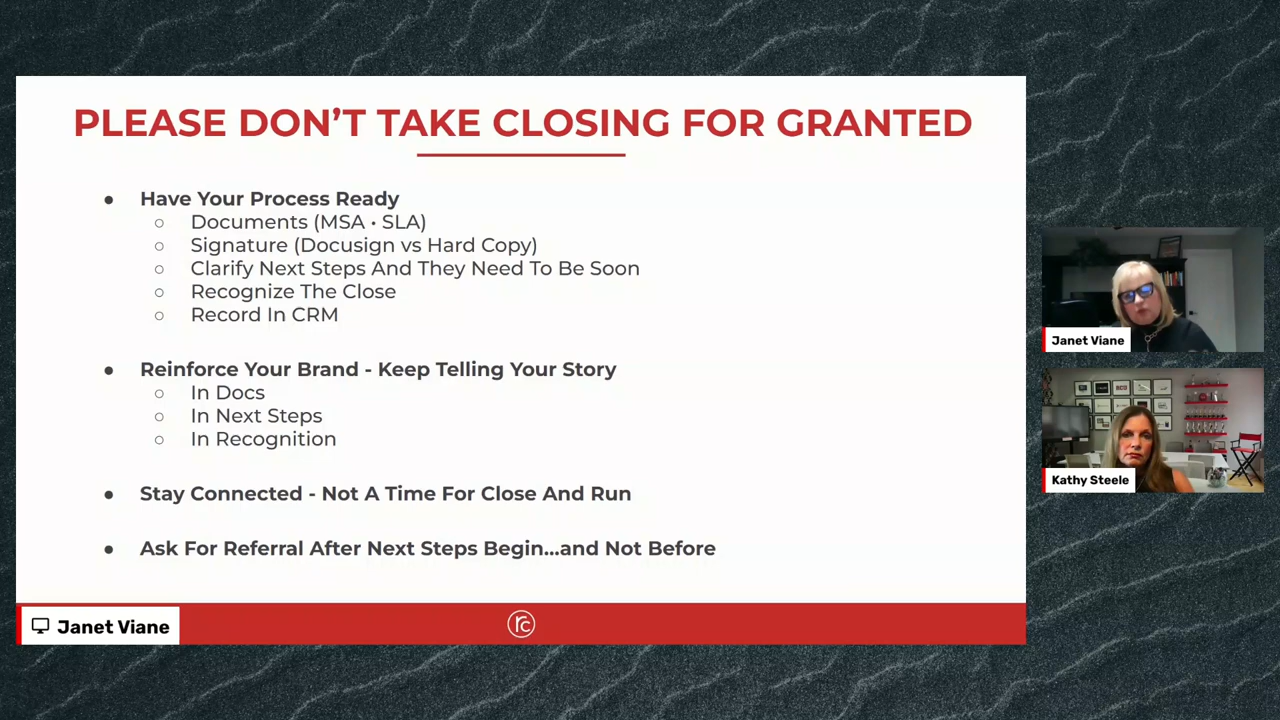 PLEASE DON'T TAKE CLOSING FOR GRANTED
● Have Your Process Ready
○ Documents (MSA • SLA)
○ Signature (Docusign vs Hard Copy)
○ Clarify Next Steps And They Need To Be Soon
○ Recognize The Close
○ Record In CRM
● Reinforce Your Brand - Keep Telling Your Story
○ In Docs
○ In Next Steps
○ In Recognition
● Stay Connected - Not A Time For Close And Run
● Ask For Referral After Next Steps Begin...and Not Before
Janet Viane
rc
Janet Viane
Kathy Steele